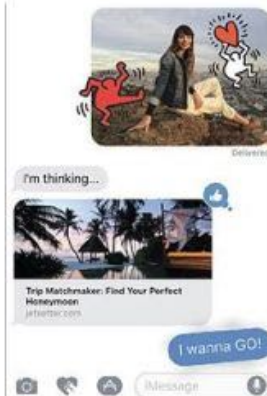 Delivered
I'm thinking...
Trip Matchmaker: Find Your Perfect
Honeymoon
jetsetter.com
I wanna GO!
iMessage